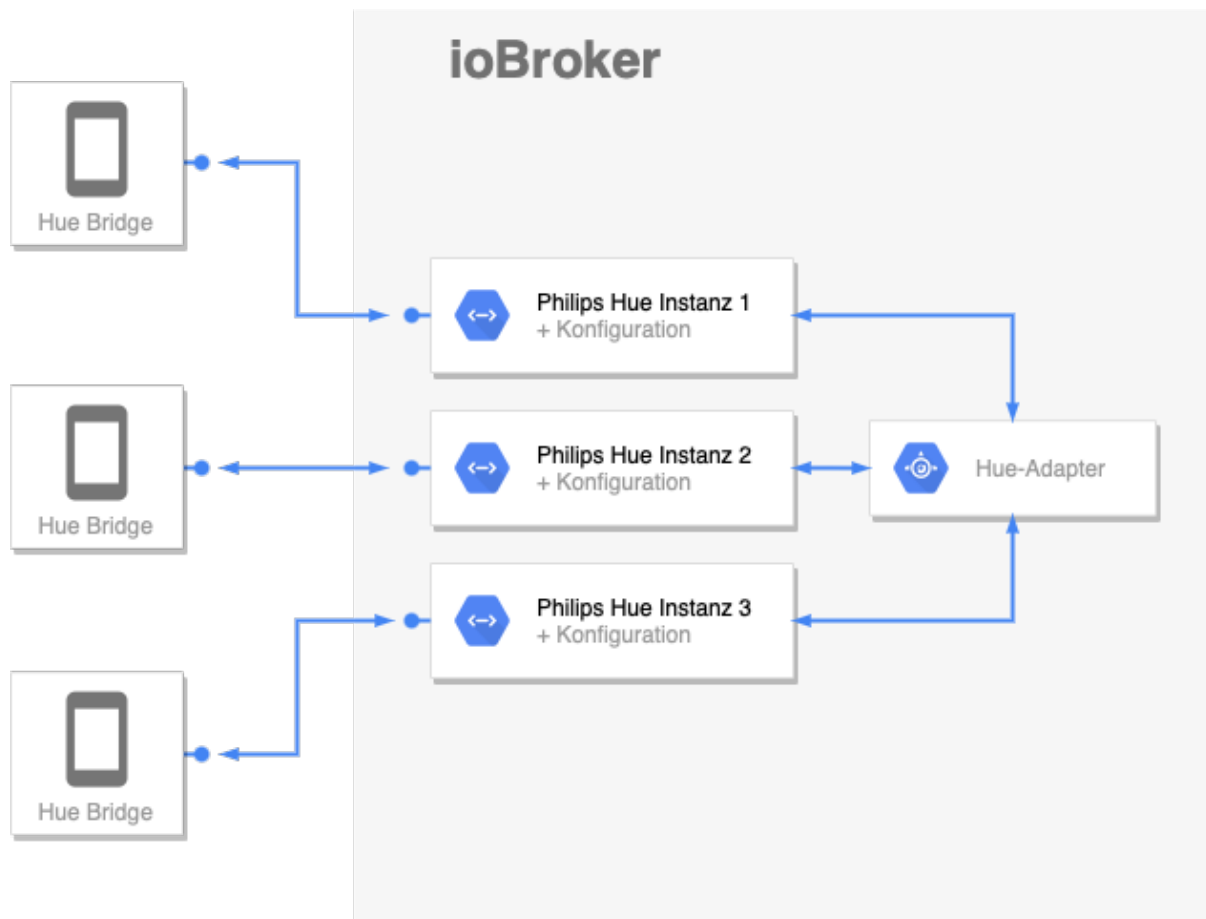 ioBroker
Hue Bridge
Philips Hue Instanz 1
+ Konfiguration
Hue Bridge
Philips Hue Instanz 2
+ Konfiguration
Hue-Adapter
Philips Hue Instanz 3
+ Konfiguration
Hue Bridge